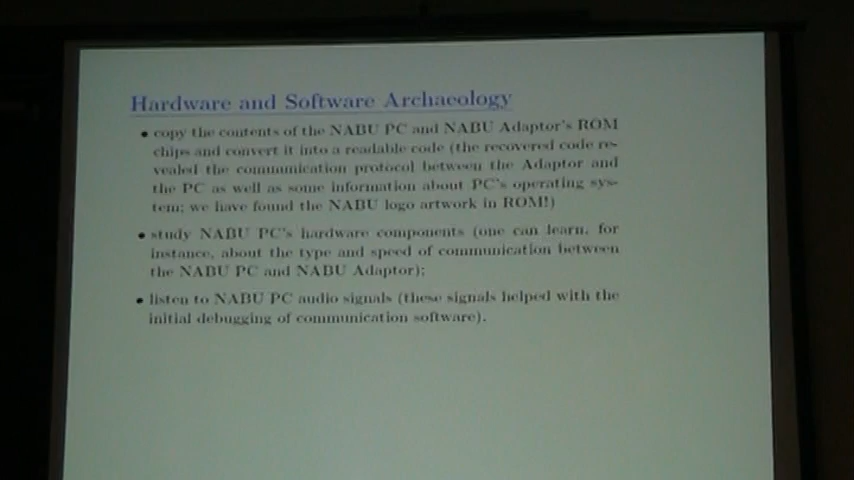 Hardware and Software Archaeology
• copy the contents of the NABU PC and NABU Adaptor's ROM
chips and convert it into a readable code (the recovered code re-
vealed the communication protocol between the Adaptor and
the PC as well as some information about PC's operating sys-
tem; we have found the NABU logo artwork in ROM!)
• study NABU PC's hardware components (one can learn, for
instance, about the type and speed of communication between
the NABU PC and NABU Adaptor);
• listen to NABU PC audio signals (these signals helped with the
initial debugging of communication software).